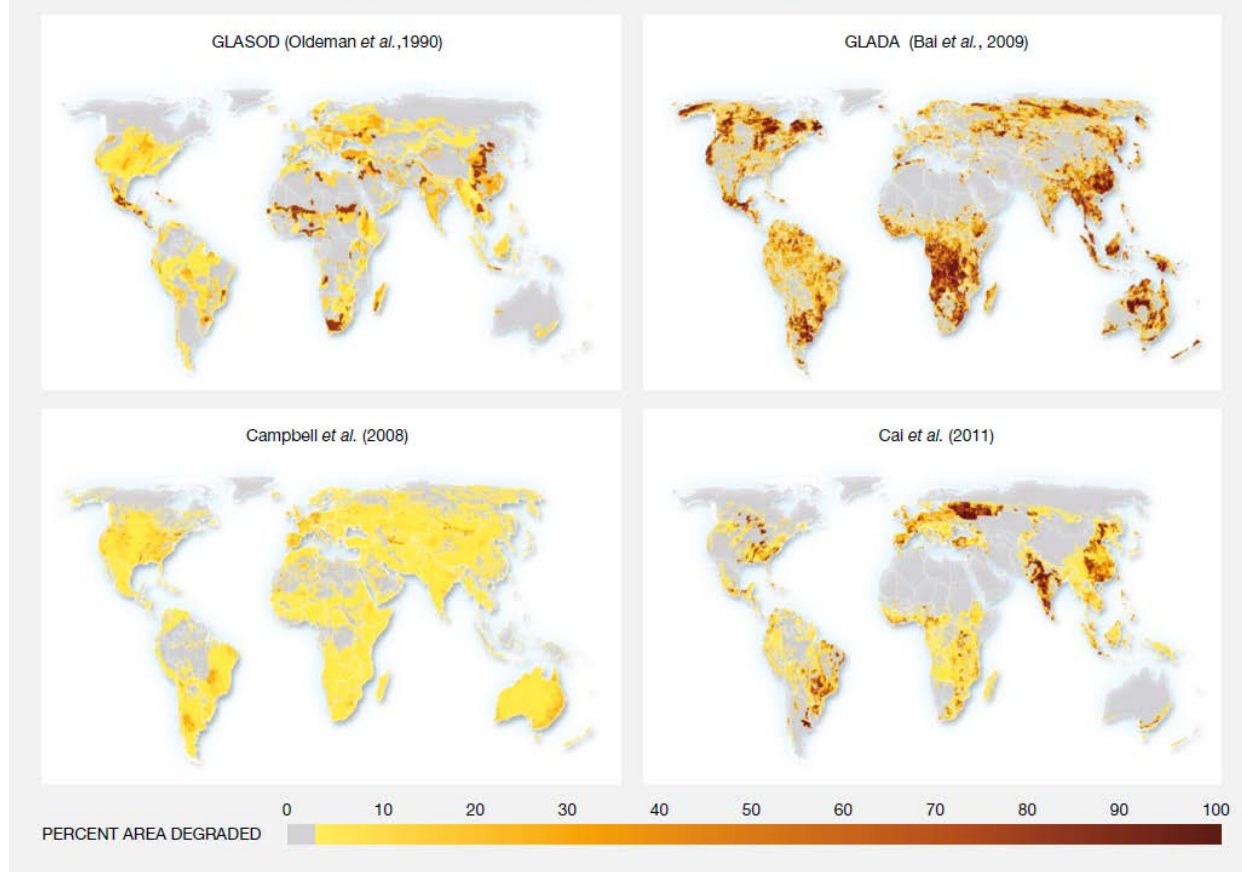 GLASOD (Oldeman et al.,1990)
GLADA (Bai et al., 2009)
Campbell et al. (2008)
Cai et al. (2011)
0 10 20 30 40 50 60 70 80 90 100
PERCENT AREA DEGRADED